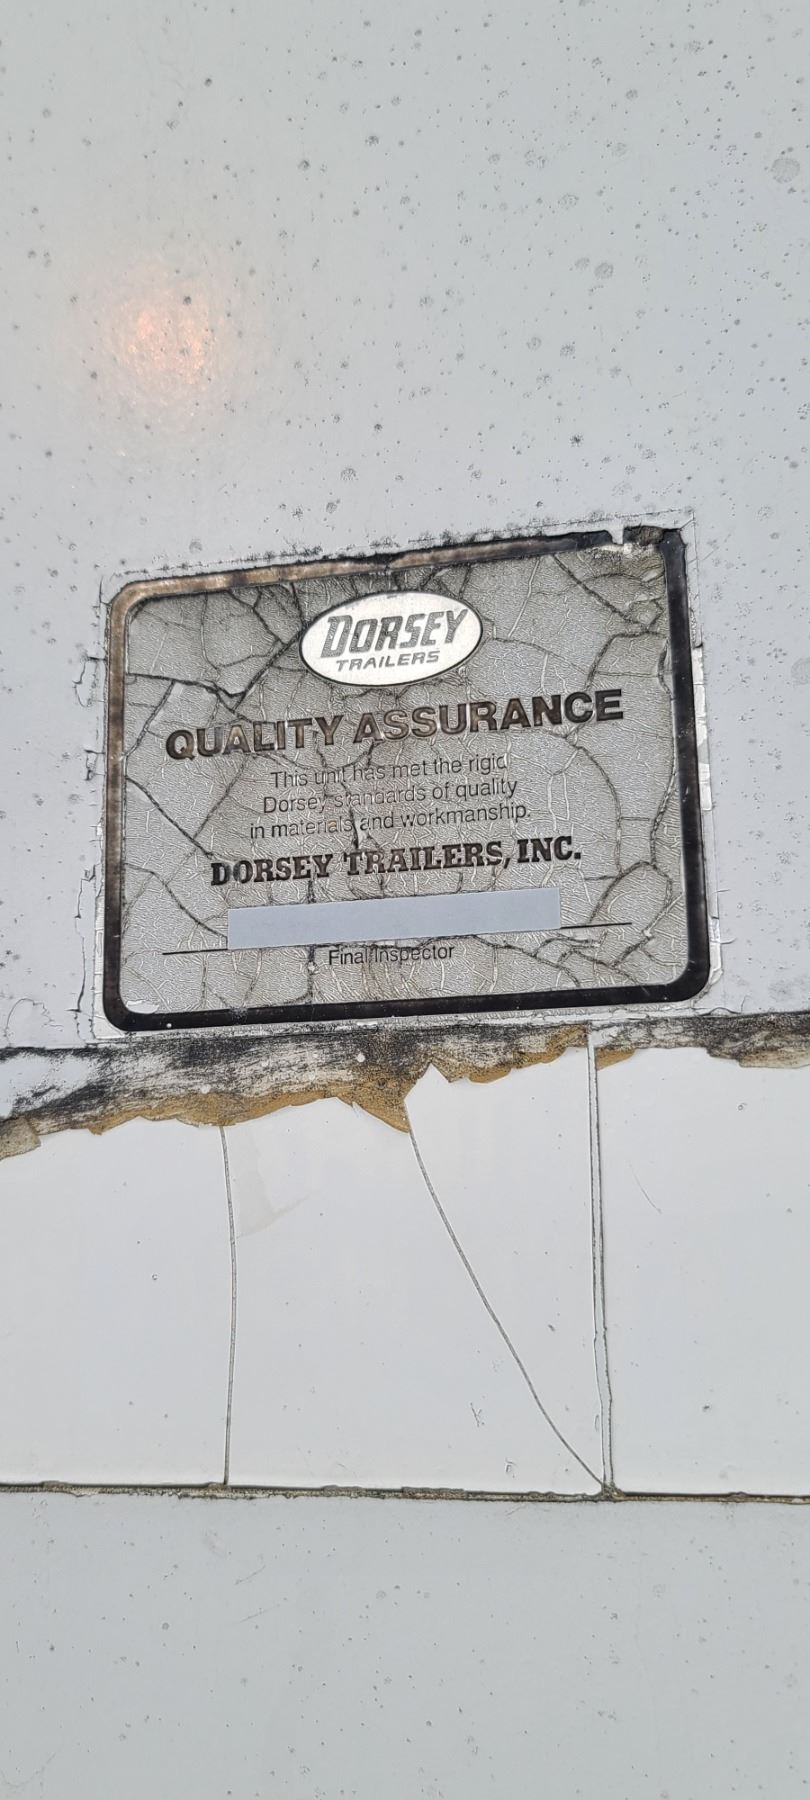 DORSEY
TRAILERS
QUALITY ASSURANCE
This unit has met the rigid
Dorsey standards of quality
in materials and workmanship.
DORSEY TRAILERS, INC.
Final Inspector